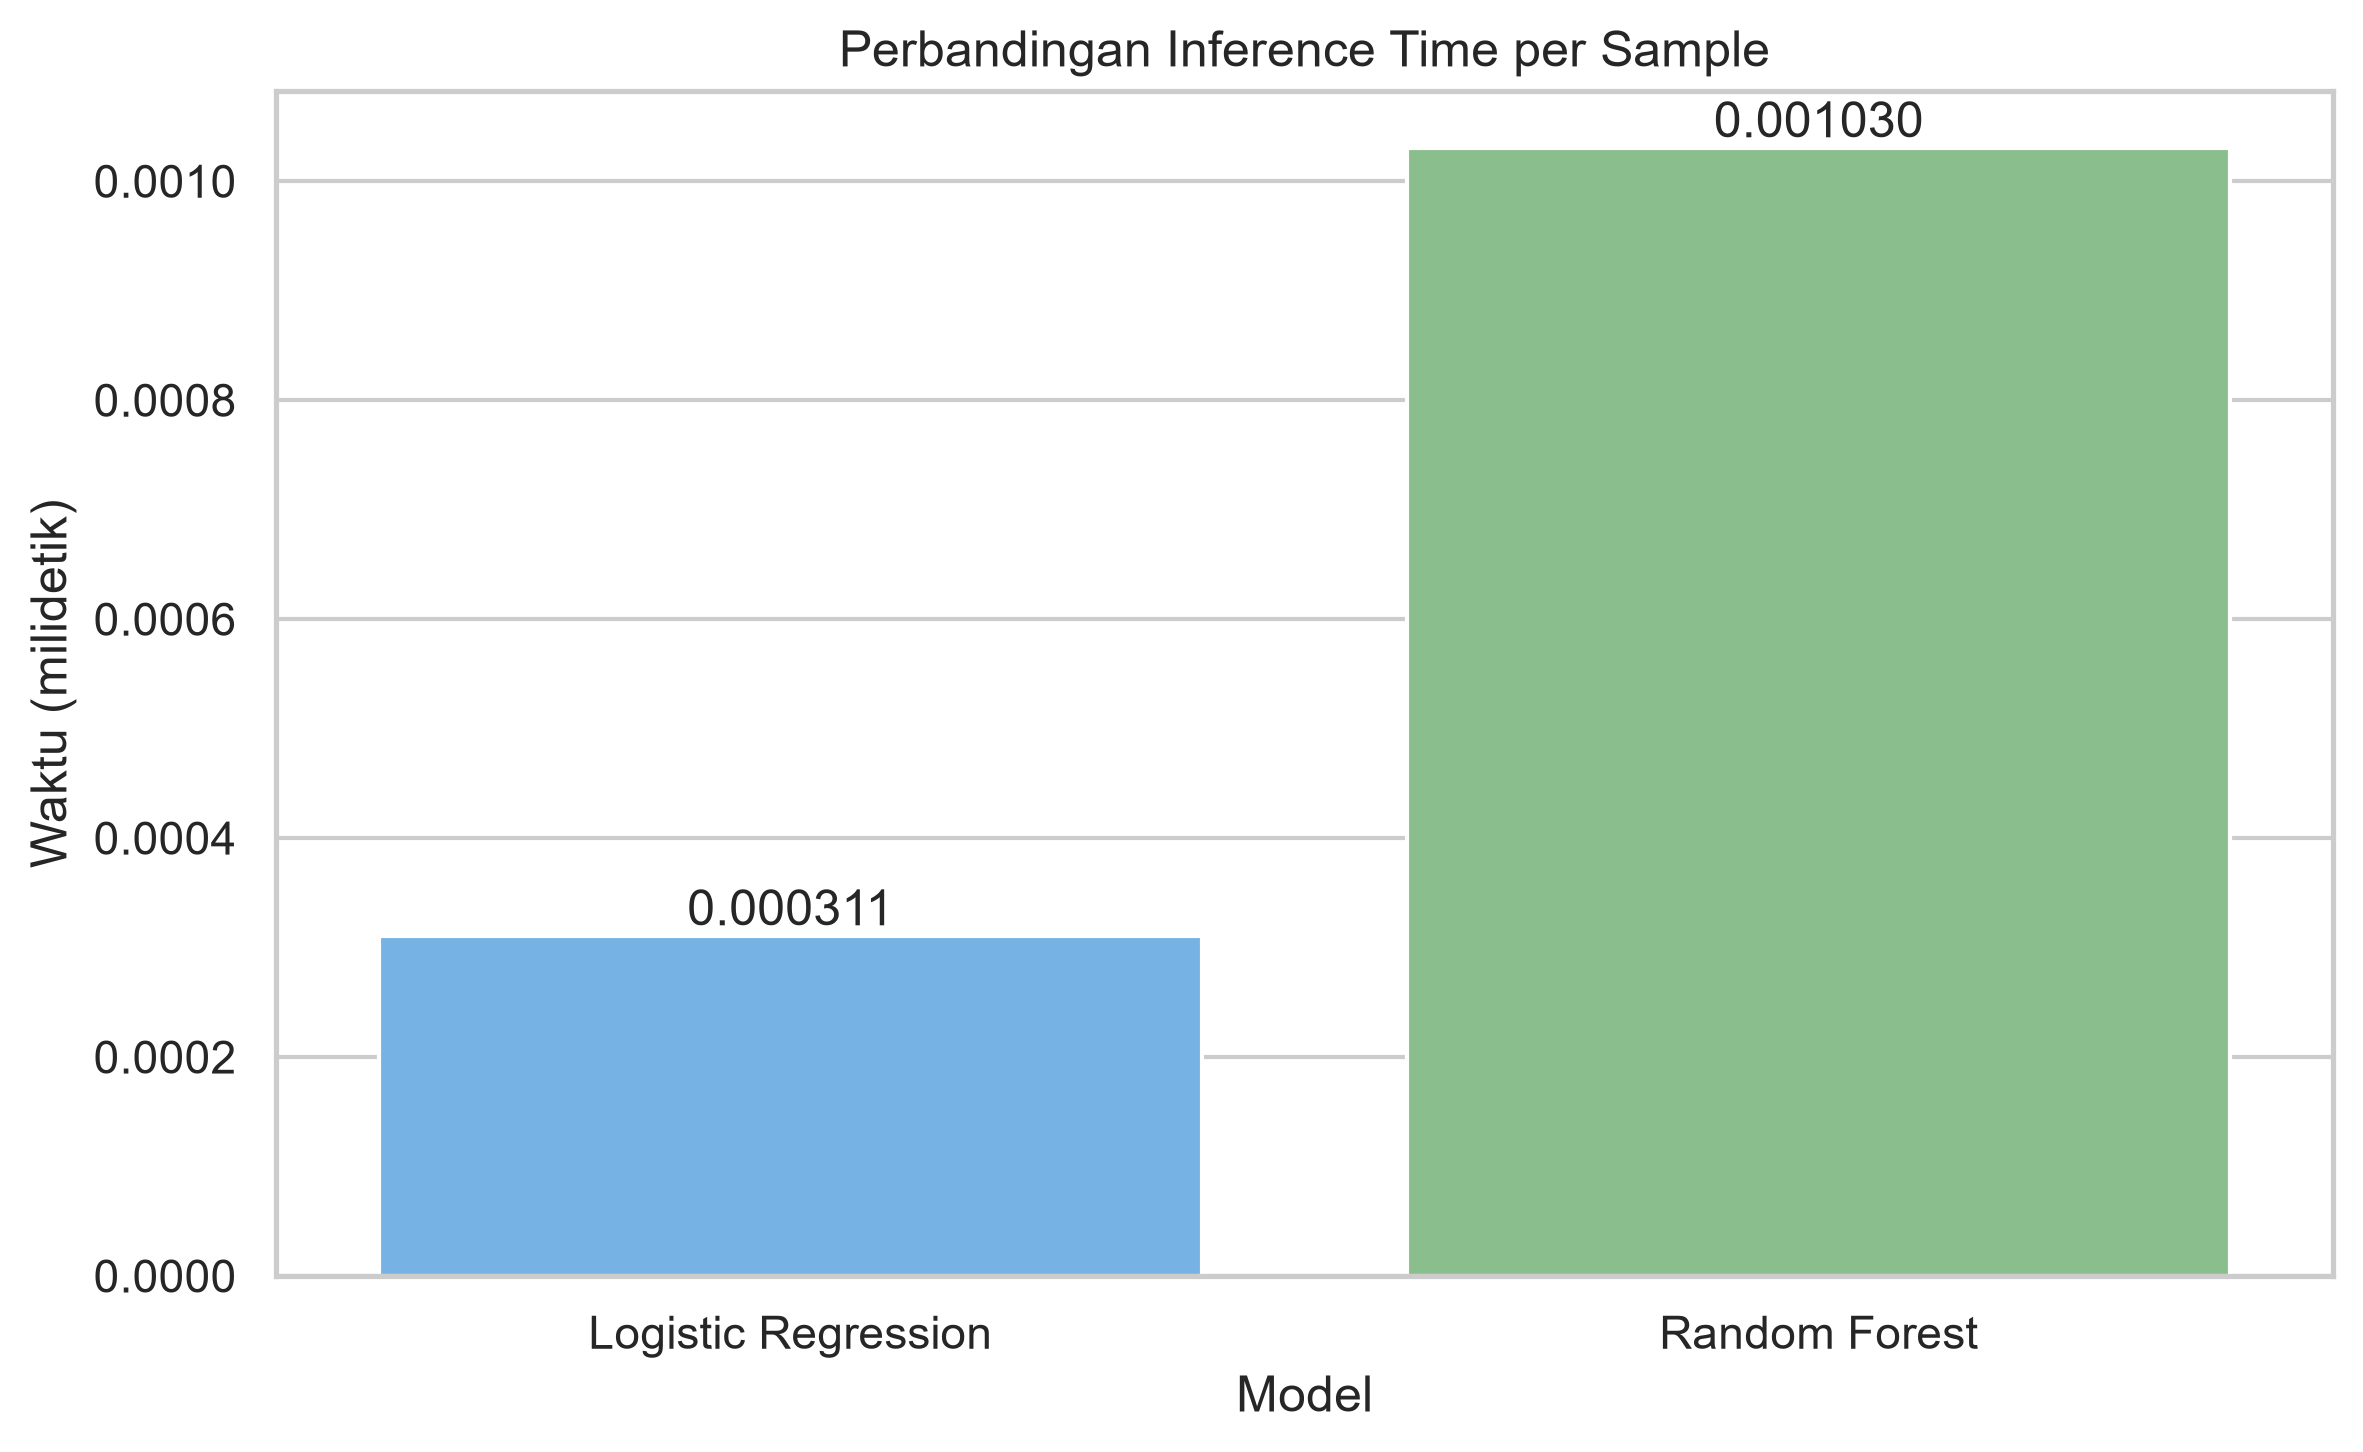 Perbandingan Inference Time per Sample
0.001030
0.0010
0.0008
0.0006
0.0004
0.0002
0.0000
Waktu (milidetik)
0.000311
Logistic Regression
Random Forest
Model